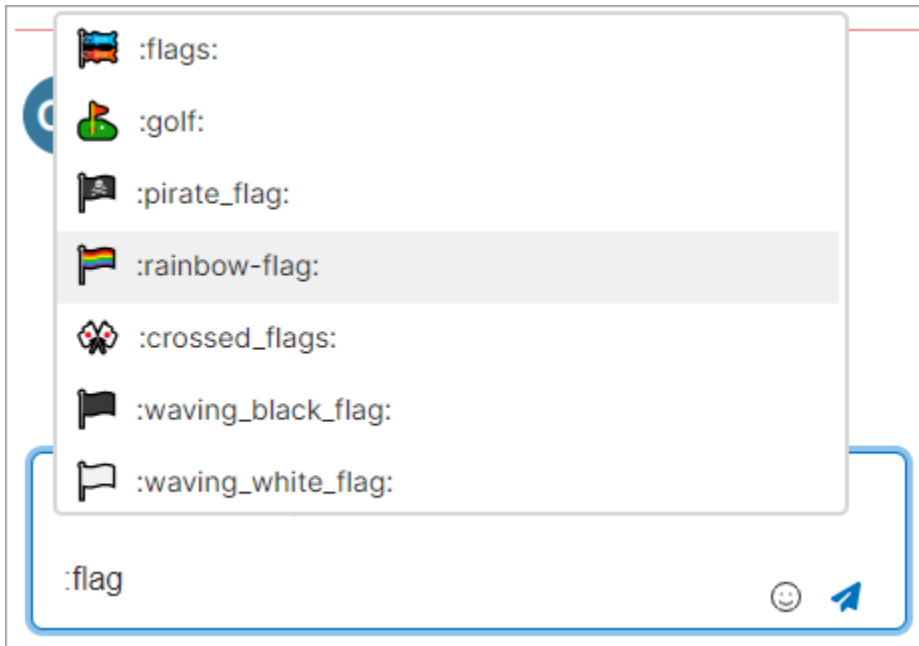 :flags:
:golf:
:pirate_flag:
:rainbow-flag:
:crossed_flags:
:waving_black_flag:
:waving_white_flag:
:flag